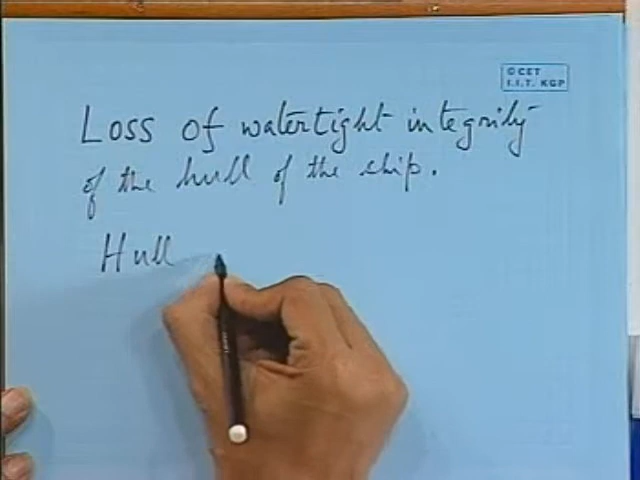 © CET
I.I.T. KGP
Loss of watertight integrity
of the hull of the ship.
Hull